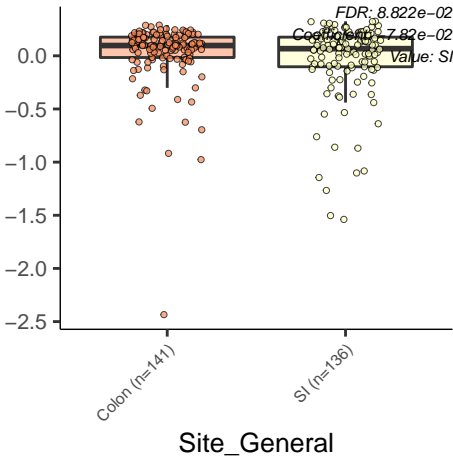 FDR: 8.822e−02
Value: SI
0.0
−0.5
−1.0
−1.5
−2.0
−2.5
Colon (n=141)
SI (n=136)
Site_General